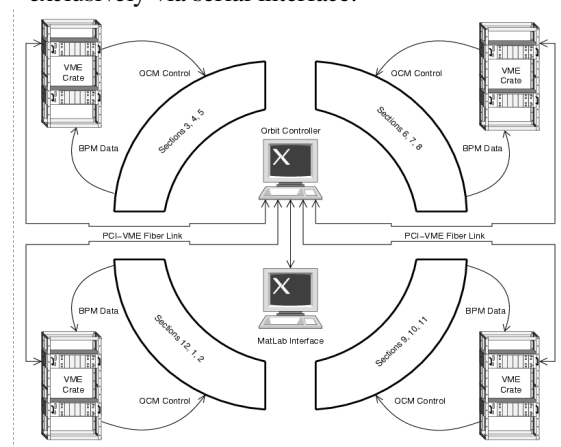 exclusively via serial interface.
VME
Crate
OCM Control
OCM Control
VME
Crate
Sections 3, 4, 5
Orbit Controller
Sections 6, 7, 8
BPM Data
BPM Data
X
PCI-VME Fiber Link
PCI-VME Fiber Link
X
BPM Data
BPM Data
Sections 12, 1, 2
MatLab Interface
Sections 9, 10, 11
VME
Crate
VME
Crate
OCM Control
OCM Control